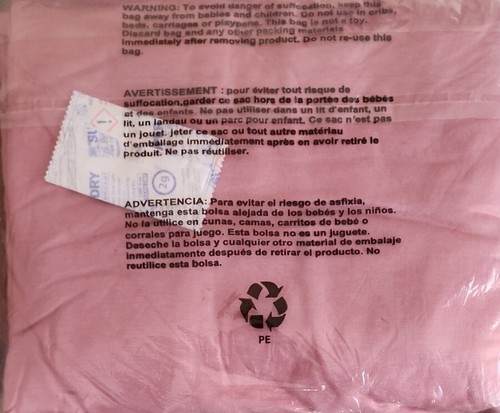 WARNING: To avoid danger of suffocation, keep this
bag away from babies and children. Do not use in cribs,
beds, carriages or playpens. This bag is not a toy.
Discard bag and any other packing materials
immediately after removing product. Do not re-use this
bag.
AVERTISSEMENT : pour éviter tout risque de
suffocation,garder ce sac hors de la portée des bébés
et des enfants. Ne pas utiliser dans un lit d'enfant, un
lit, un landau ou un parc pour enfant. Ce sac n'est pas
un jouet. jeter ce sac ou tout autre matériau
d'emballage immédiatement après en avoir retiré le
produit. Ne pas réutiliser.
DRY
2g
ADVERTENCIA: Para evitar el riesgo de asfixia,
mantenga esta bolsa alejada de los bebés y los niños.
No la utilice en cunas, camas, carritos de bebé o
corrales para juego. Esta bolsa no es un juguete.
Deseche la bolsa y cualquier otro material de embalaje
inmediatamente después de retirar el producto. No
reutilice esta bolsa.
PE